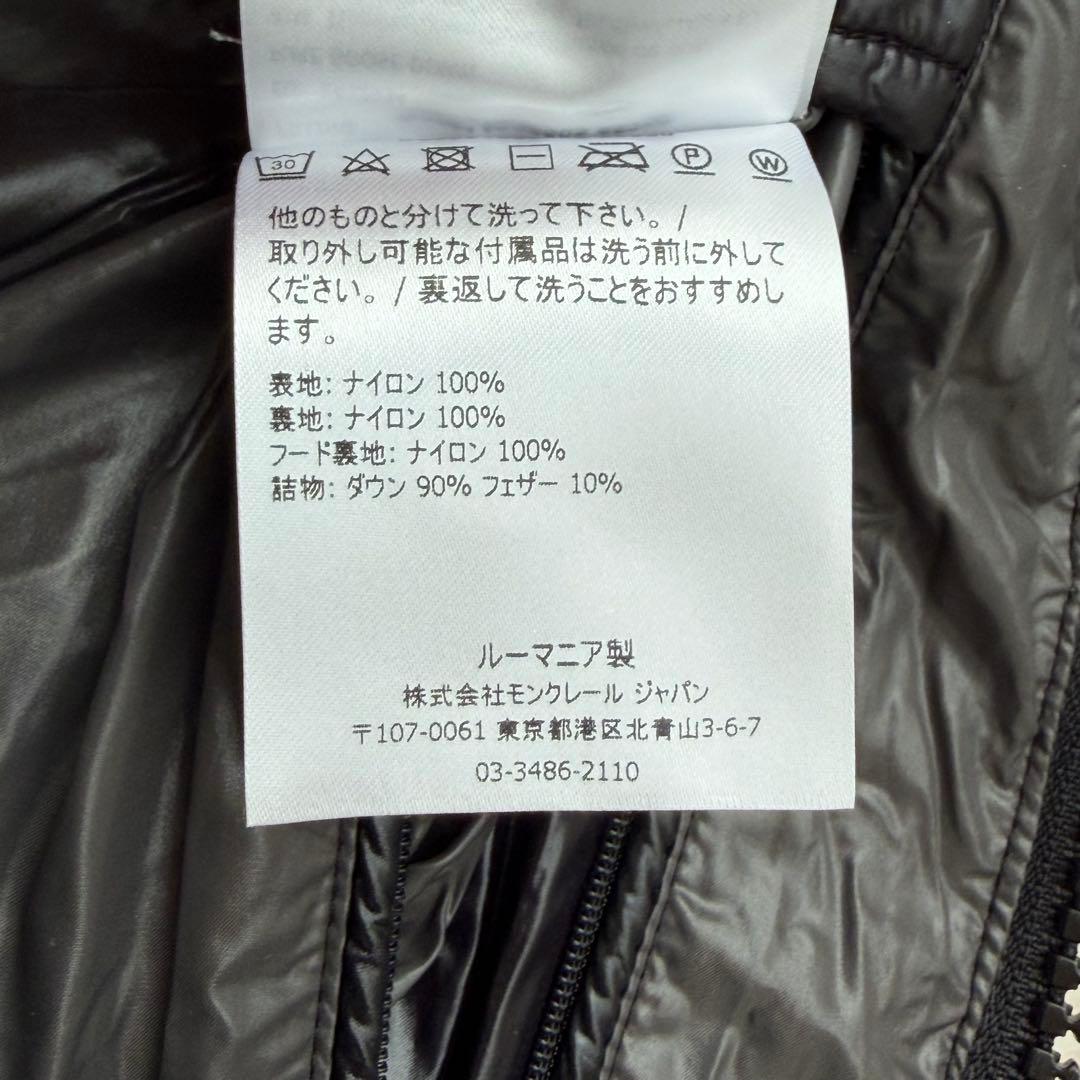 30 P W
他のものと分けて洗って下さい。/
取り外し可能な付属品は洗う前に外して
ください。/ 裏返して洗うことをおすすめし
ます。
表地: ナイロン 100%
裏地: ナイロン 100%
フード裏地: ナイロン 100%
詰物: ダウン 90% フェザー 10%
ルーマニア製
株式会社モンクレール ジャパン
〒107-0061 東京都港区北青山3-6-7
03-3486-2110